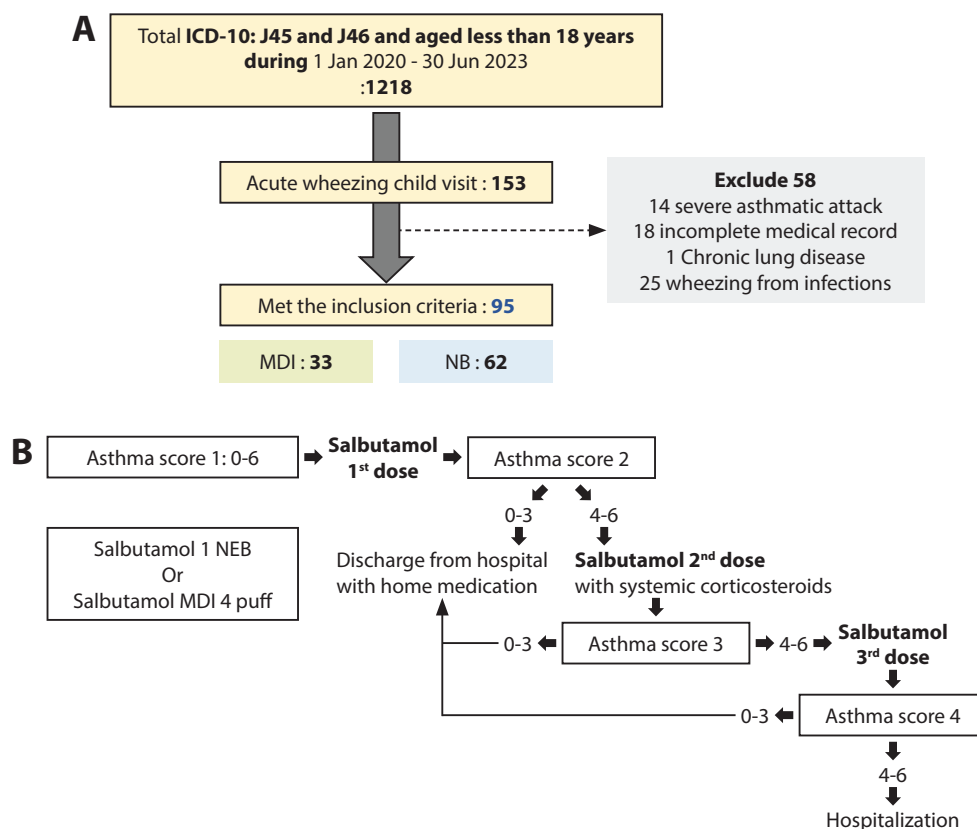 A
Total ICD-10: J45 and J46 and aged less than 18 years
during 1 Jan 2020 - 30 Jun 2023
:1218
Acute wheezing child visit : 153
Exclude 58
14 severe asthmatic attack
18 incomplete medical record
1 Chronic lung disease
25 wheezing from infections
Met the inclusion criteria : 95
MDI : 33
NB : 62
B
Asthma score 1: 0-6
Salbutamol
1st dose
Asthma score 2
Salbutamol 1 NEB
Or
Salbutamol MDI 4 puff
0-3
4-6
Discharge from hospital
with home medication
Salbutamol 2nd dose
with systemic corticosteroids
0-3
Asthma score 3
4-6
Salbutamol
3rd dose
0-3
Asthma score 4
4-6
Hospitalization